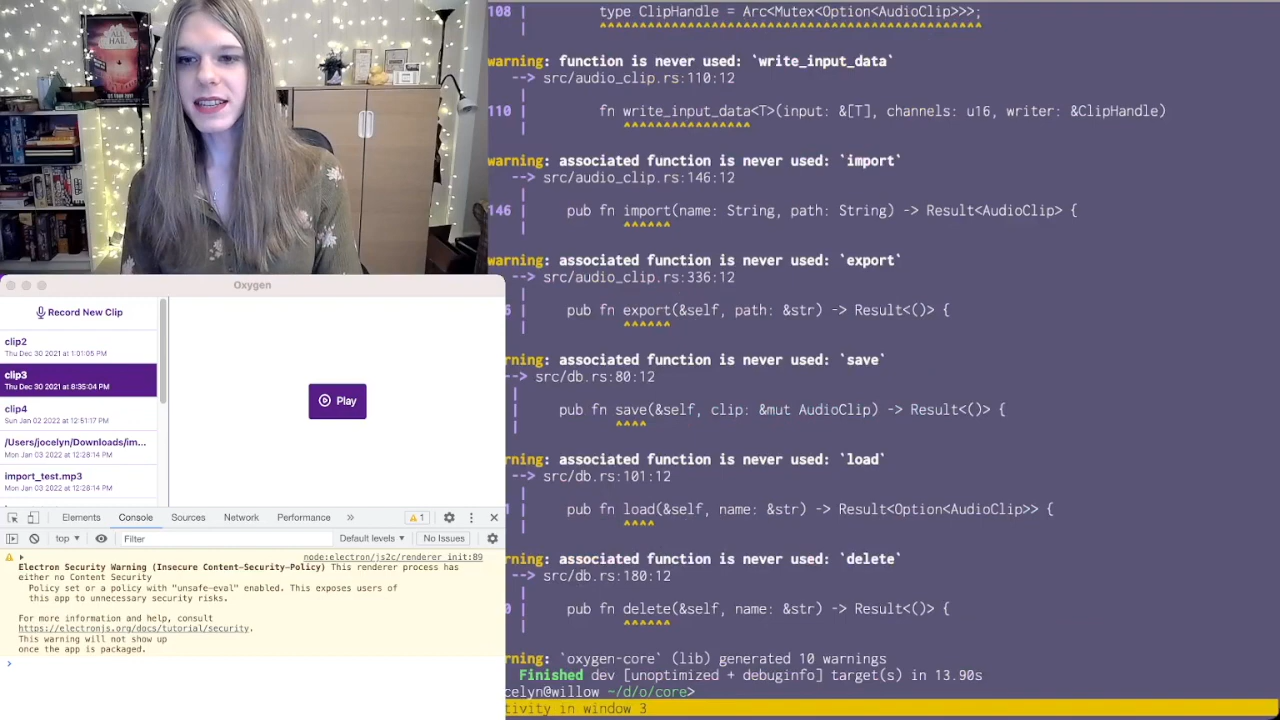 ALL
HAIL
Oxygen
Record New Clip
clip2
Thu Dec 30 2021 at 1:01:05 PM
clip3
Thu Dec 30 2021 at 8:35:04 PM
clip4
Sun Jan 02 2022 at 12:51:17 PM
/Users/jocelyn/Downloads/im...
Mon Jan 03 2022 at 12:28:14 PM
import_test.mp3
Mon Jan 03 2022 at 12:28:14 PM
Play
Elements Console Sources Network Performance » 1
top Filter Default levels No Issues
node:electron/js2c/renderer_init:89
Electron Security Warning (Insecure Content-Security-Policy) This renderer process has
either no Content Security
Policy set or a policy with "unsafe-eval" enabled. This exposes users of
this app to unnecessary security risks.
For more information and help, consult
https://electronjs.org/docs/tutorial/security.
This warning will not show up
once the app is packaged.
>
108 type ClipHandle = Arc<Mutex<Option<AudioClip>>>;
| ^^^^^^^^^^^^^^^^^^^^^^^^^^^^^^^^^^^^^^^^^^^^^^^^
warning: function is never used: `write_input_data`
--> src/audio_clip.rs:110:12
|
110 fn write_input_data<T>(input: &[T], channels: u16, writer: &ClipHandle)
| ^^^^^^^^^^^^^^^^
warning: associated function is never used: `import`
--> src/audio_clip.rs:146:12
|
146 pub fn import(name: String, path: String) -> Result<AudioClip> {
| ^^^^^^
warning: associated function is never used: `export`
--> src/audio_clip.rs:336:12
|
6 pub fn export(&self, path: &str) -> Result<()> {
| ^^^^^^
rning: associated function is never used: `save`
--> src/db.rs:80:12
|
| pub fn save(&self, clip: &mut AudioClip) -> Result<()> {
| ^^^^
rning: associated function is never used: `load`
--> src/db.rs:101:12
|
1 pub fn load(&self, name: &str) -> Result<Option<AudioClip>> {
| ^^^^
rning: associated function is never used: `delete`
--> src/db.rs:180:12
|
0 pub fn delete(&self, name: &str) -> Result<()> {
| ^^^^^^
rning: `oxygen-core` (lib) generated 10 warnings
Finished dev [unoptimized + debuginfo] target(s) in 13.90s
celyn@willow ~/d/o/core>
tivity in window 3